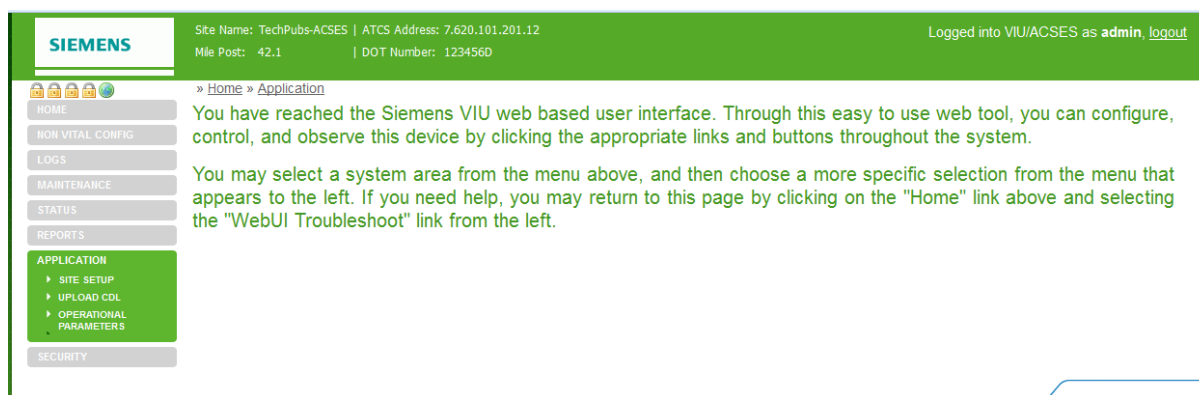 SIEMENS
Site Name: TechPubs-ACSES | ATCS Address: 7.620.101.201.12
Mile Post: 42.1 | DOT Number: 123456D
Logged into VIU/ACSES as admin, logout
» Home » Application
HOME
NON VITAL CONFIG
LOGS
MAINTENANCE
STATUS
REPORTS
APPLICATION
SITE SETUP
UPLOAD CDL
OPERATIONAL
PARAMETERS
SECURITY
You have reached the Siemens VIU web based user interface. Through this easy to use web tool, you can configure,
control, and observe this device by clicking the appropriate links and buttons throughout the system.
You may select a system area from the menu above, and then choose a more specific selection from the menu that
appears to the left. If you need help, you may return to this page by clicking on the "Home" link above and selecting
the "WebUI Troubleshoot" link from the left.